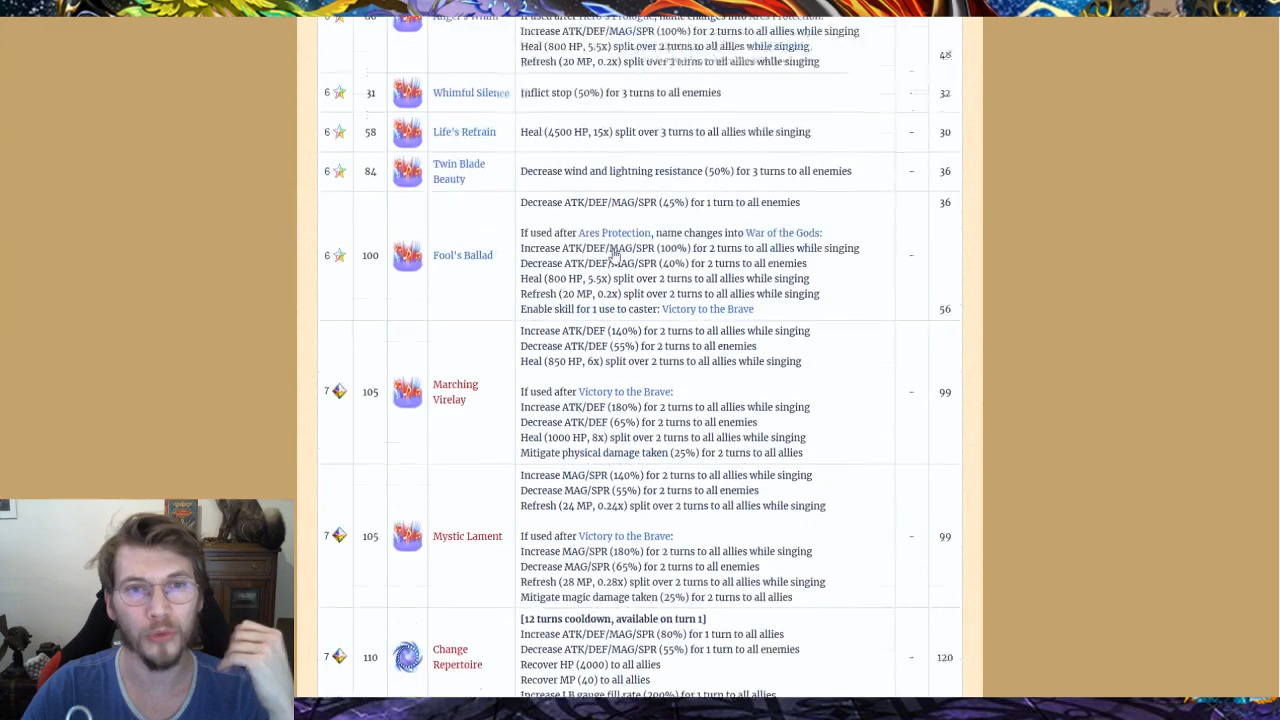 Increase ATK/DEF/MAG/SPR (100%) for 2 turns to all allies while singing
Heal (800 HP, 5.5x) split over 2 turns to all allies while singing
Refresh (20 MP, 0.2x) split over 2 turns to all allies while singing
48
6 31 Whimful Silence Inflict stop (50%) for 3 turns to all enemies - 32
6 58 Life's Refrain Heal (4500 HP, 15x) split over 3 turns to all allies while singing - 30
6 84 Twin Blade
Beauty
Decrease wind and lightning resistance (50%) for 3 turns to all enemies - 36
6 100 Fool's Ballad
Decrease ATK/DEF/MAG/SPR (45%) for 1 turn to all enemies
36
If used after Ares Protection, name changes into War of the Gods:
Increase ATK/DEF/MAG/SPR (100%) for 2 turns to all allies while singing
Decrease ATK/DEF/MAG/SPR (40%) for 2 turns to all enemies
Heal (800 HP, 5.5x) split over 2 turns to all allies while singing
Refresh (20 MP, 0.2x) split over 2 turns to all allies while singing
Enable skill for 1 use to caster: Victory to the Brave
-
56
7 105 Marching
Virelay
Increase ATK/DEF (140%) for 2 turns to all allies while singing
Decrease ATK/DEF (55%) for 2 turns to all enemies
Heal (850 HP, 6x) split over 2 turns to all allies while singing
If used after Victory to the Brave:
Increase ATK/DEF (180%) for 2 turns to all allies while singing
Decrease ATK/DEF (65%) for 2 turns to all enemies
Heal (1000 HP, 8x) split over 2 turns to all allies while singing
Mitigate physical damage taken (25%) for 2 turns to all allies
- 99
7 105 Mystic Lament
Increase MAG/SPR (140%) for 2 turns to all allies while singing
Decrease MAG/SPR (55%) for 2 turns to all enemies
Refresh (24 MP, 0.24x) split over 2 turns to all allies while singing
If used after Victory to the Brave:
Increase MAG/SPR (180%) for 2 turns to all allies while singing
Decrease MAG/SPR (65%) for 2 turns to all enemies
Refresh (28 MP, 0.28x) split over 2 turns to all allies while singing
Mitigate magic damage taken (25%) for 2 turns to all allies
- 99
7 110 Change
Repertoire
[12 turns cooldown, available on turn 1]
Increase ATK/DEF/MAG/SPR (80%) for 1 turn to all allies
Decrease ATK/DEF/MAG/SPR (55%) for 1 turn to all enemies
Recover HP (4000) to all allies
Recover MP (40) to all allies
Increase LB gauge fill rate (200%) for 1 turn to all allies
- 120